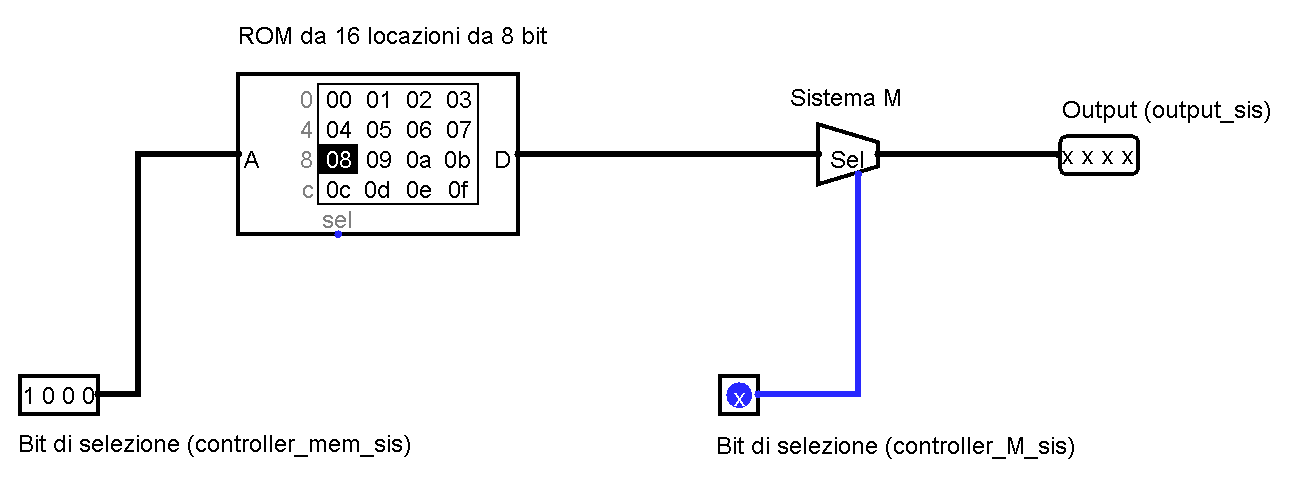 ROM da 16 locazioni da 8 bit
0 00 01 02 03
4 04 05 06 07
A 8 08 09 0a 0b D
c 0c 0d 0e 0f
sel
Sistema M
Sel
Output (output_sis)
x x x x
1 0 0 0
Bit di selezione (controller_mem_sis)
x
Bit di selezione (controller_M_sis)